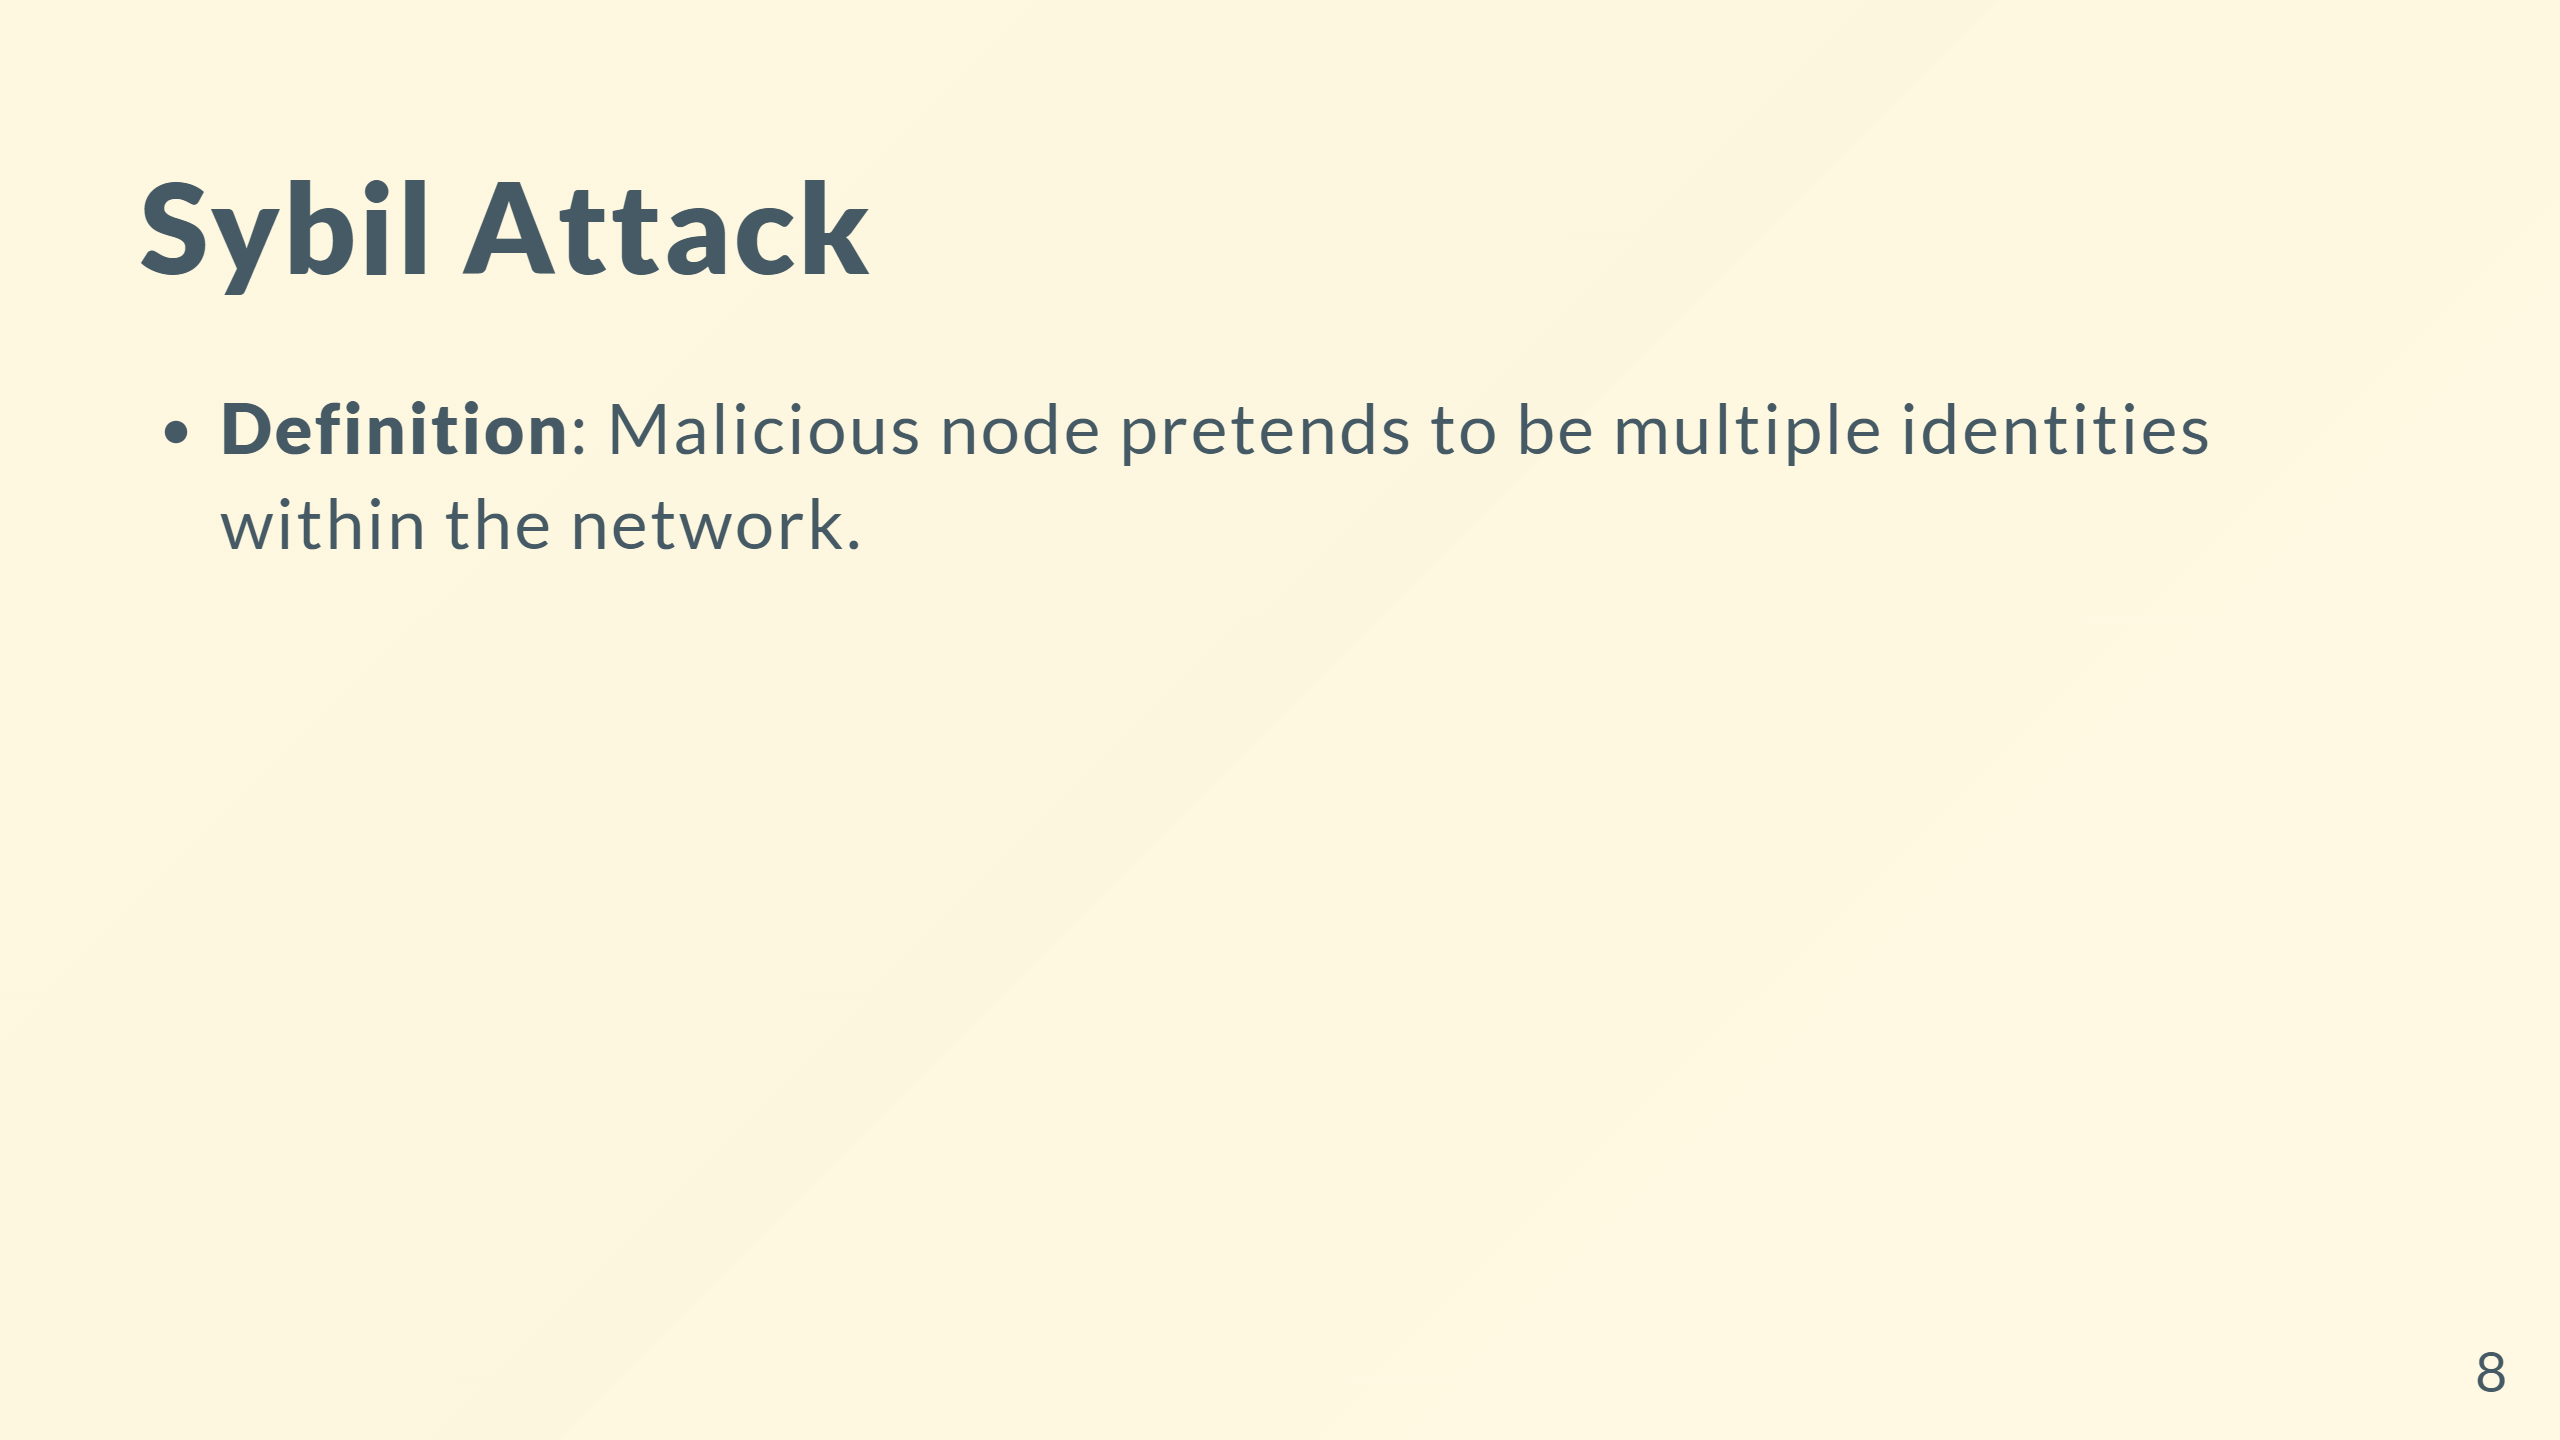 Sybil Attack
• Definition: Malicious node pretends to be multiple identities
within the network.
8